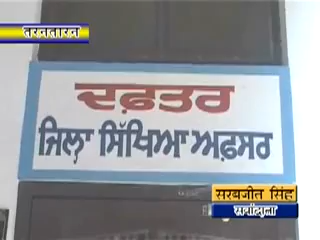 ਤਰਨਤਾਰਨ
ਦਫ਼ਤਰ
ਜਿਲ੍ਹਾ ਸਿੱਖਿਆ ਅਫ਼ਸਰ
ਸਰਬਜੀਤ ਸਿੰਘ